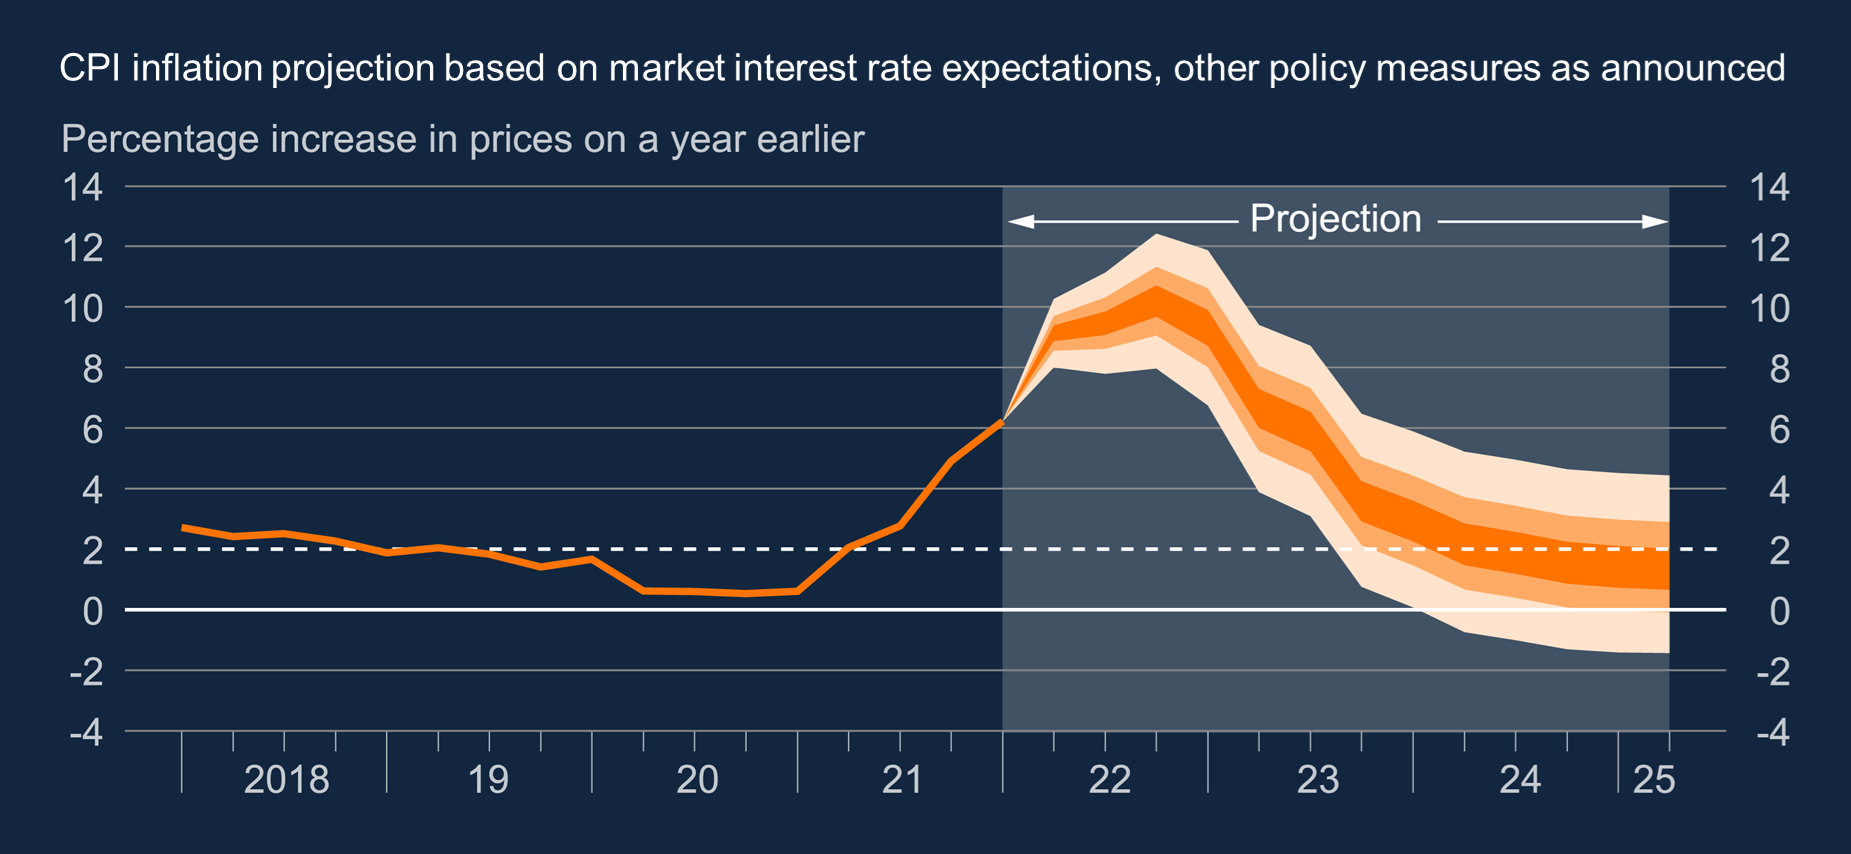 CPI inflation projection based on market interest rate expectations, other policy measures as announced
Percentage increase in prices on a year earlier
14 14
Projection
12 12
10 10
8 8
6 6
4 4
2 2
0 0
-2 -2
-4 -4
2018 19 20 21 22 23 24 25